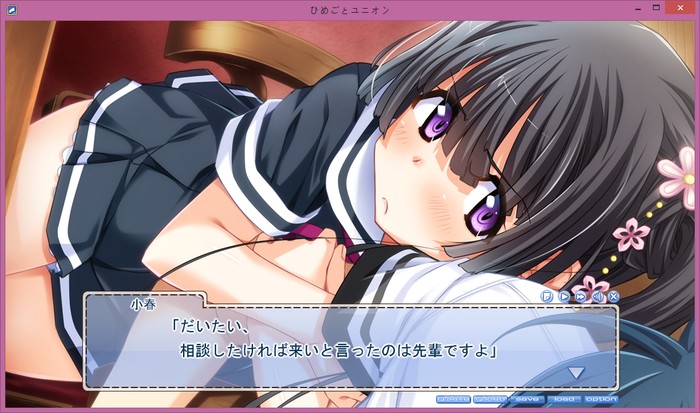 ひめごとユニオン
小春
「だいたい、
相談したければ来いと言ったのは先輩ですよ」
save
load
option